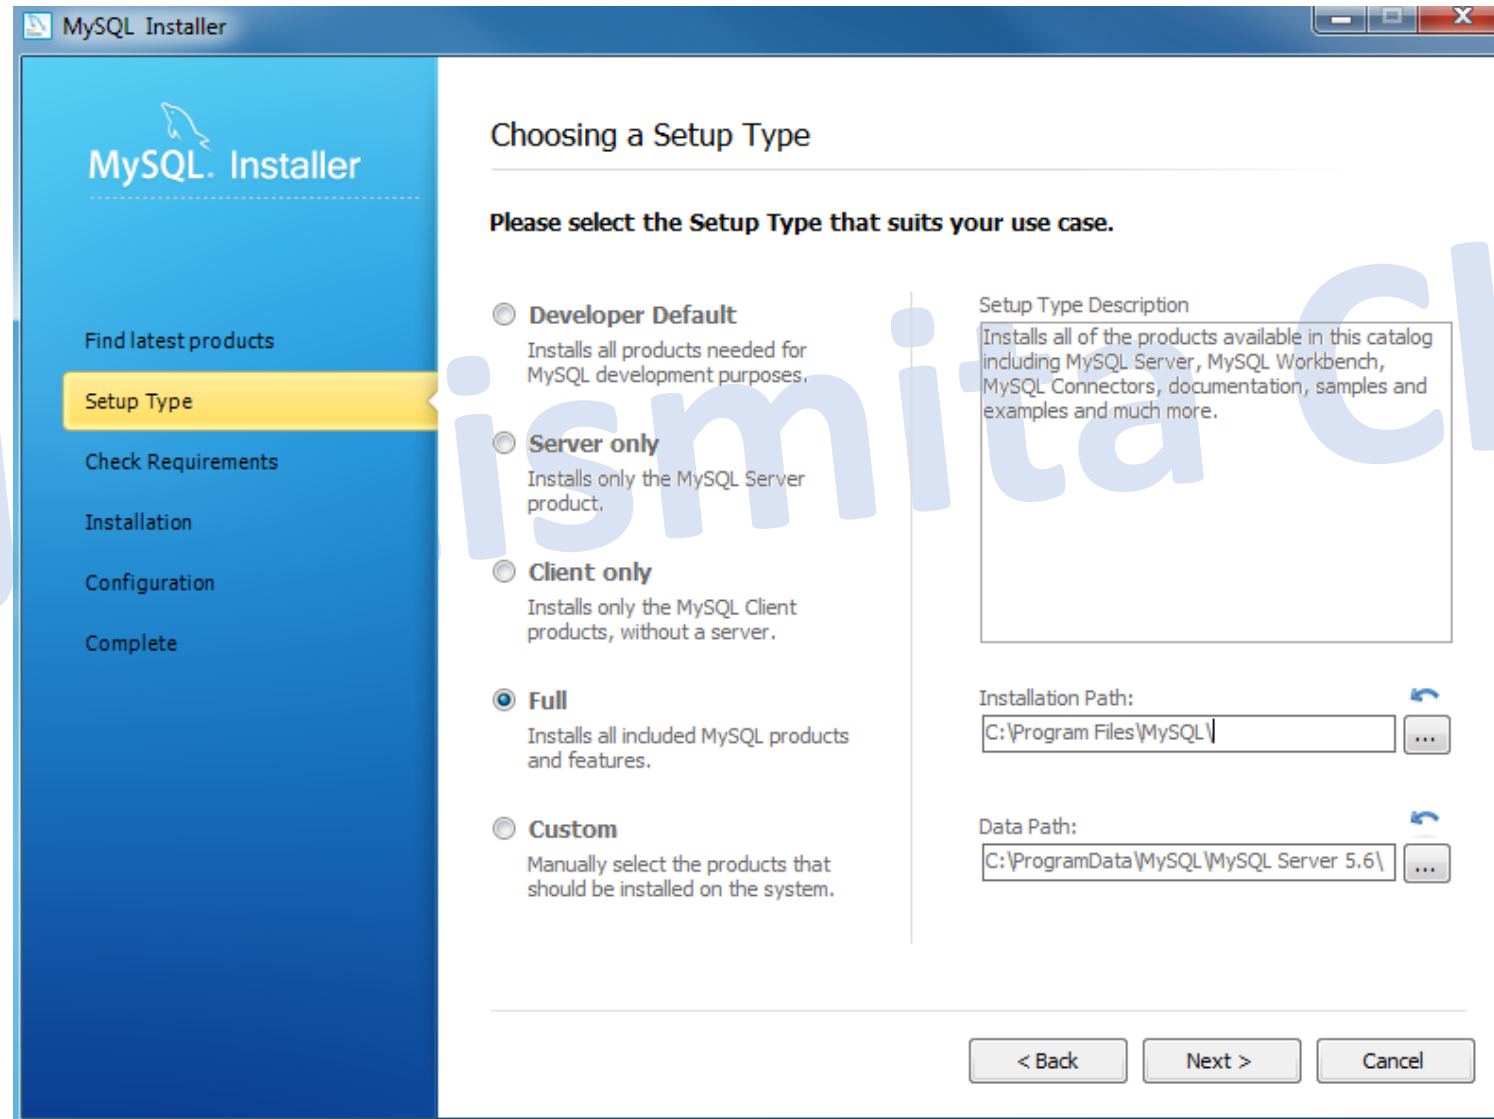 MySQL Installer
MySQL. Installer
Find latest products
Setup Type
Check Requirements
Installation
Configuration
Complete
Choosing a Setup Type
Please select the Setup Type that suits your use case.
Developer Default
Installs all products needed for
MySQL development purposes.
Server only
Installs only the MySQL Server
product.
Client only
Installs only the MySQL Client
products, without a server.
Full
Installs all included MySQL products
and features.
Custom
Manually select the products that
should be installed on the system.
Setup Type Description
Installs all of the products available in this catalog
including MySQL Server, MySQL Workbench,
MySQL Connectors, documentation, samples and
examples and much more.
Installation Path:
C:\Program Files\MySQL\
...
Data Path:
C:\ProgramData\MySQL\MySQL Server 5.6\
...
< Back Next > Cancel